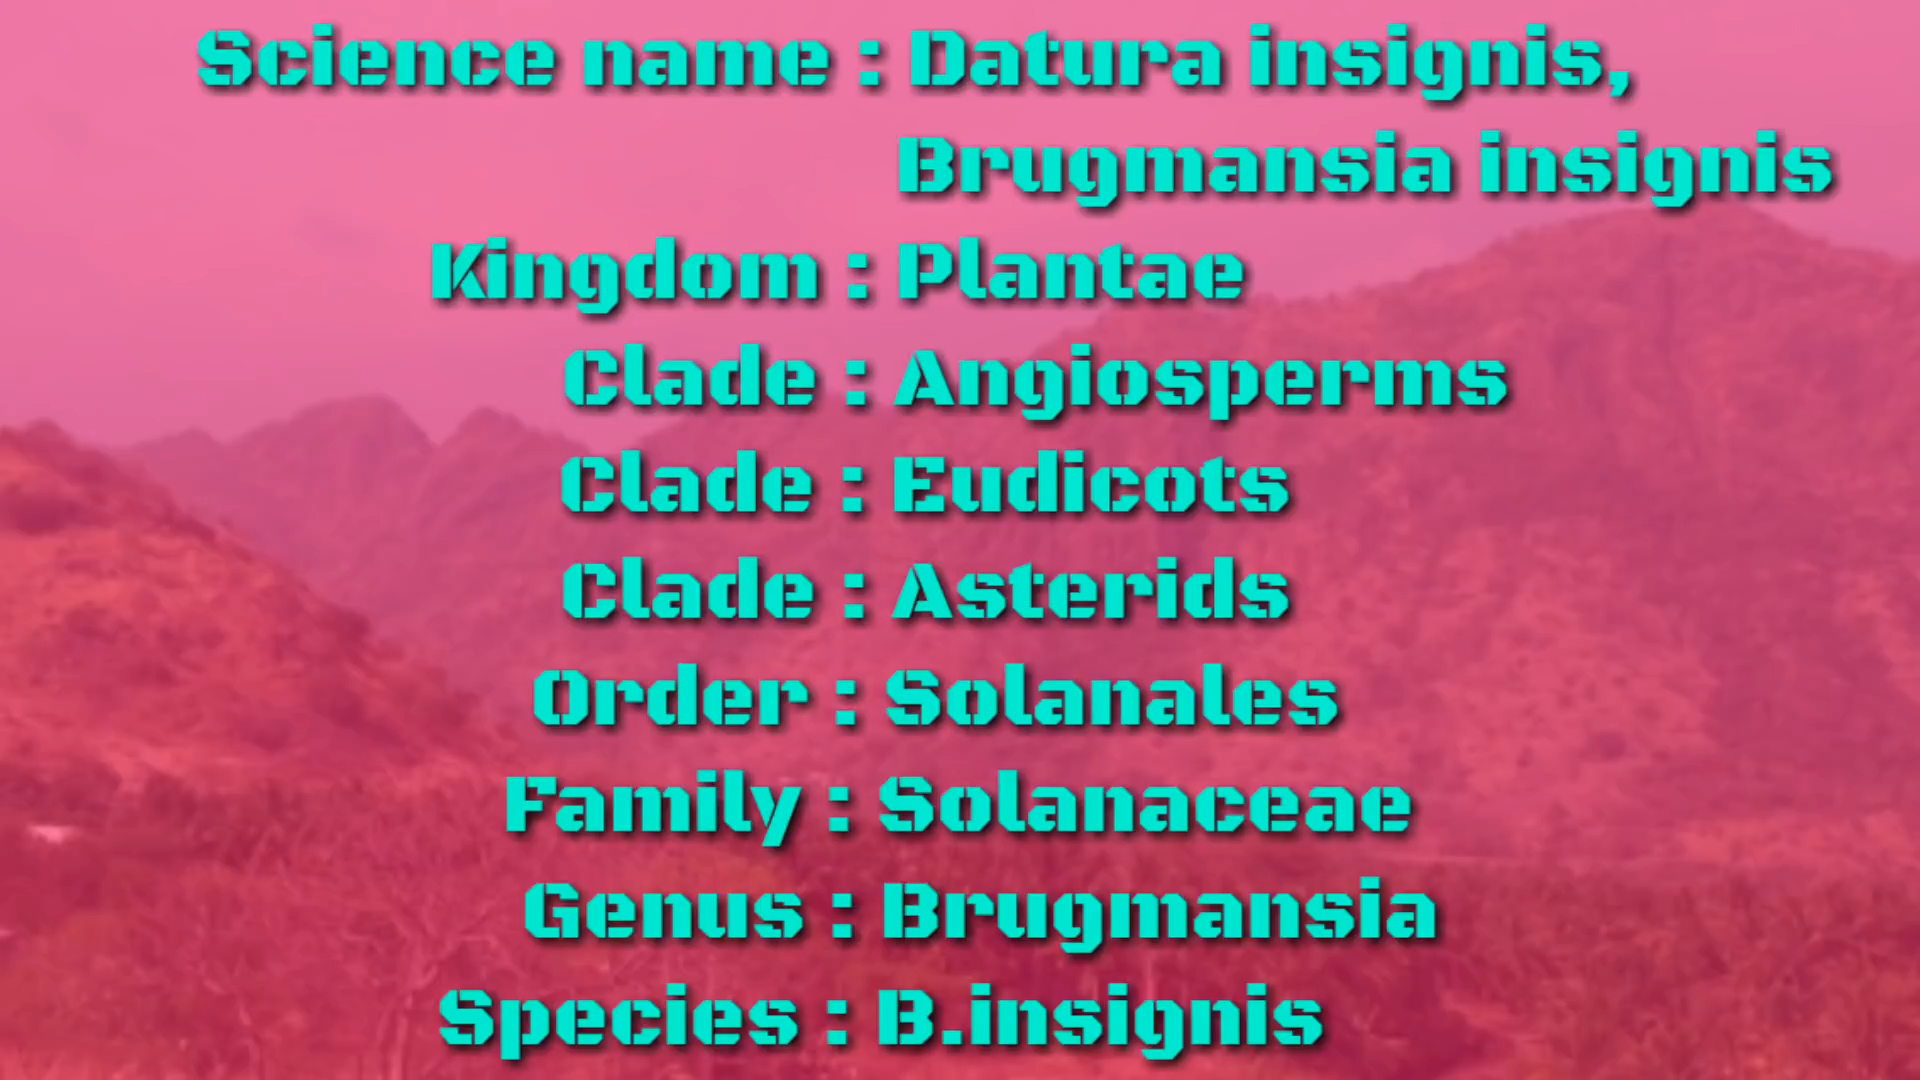 Science name : Datura insignis,
Brugmansia insignis
Kingdom : Plantae
Clade : Angiosperms
Clade : Eudicots
Clade : Asterids
Order : Solanales
Family : Solanaceae
Genus : Brugmansia
Species : B.insignis